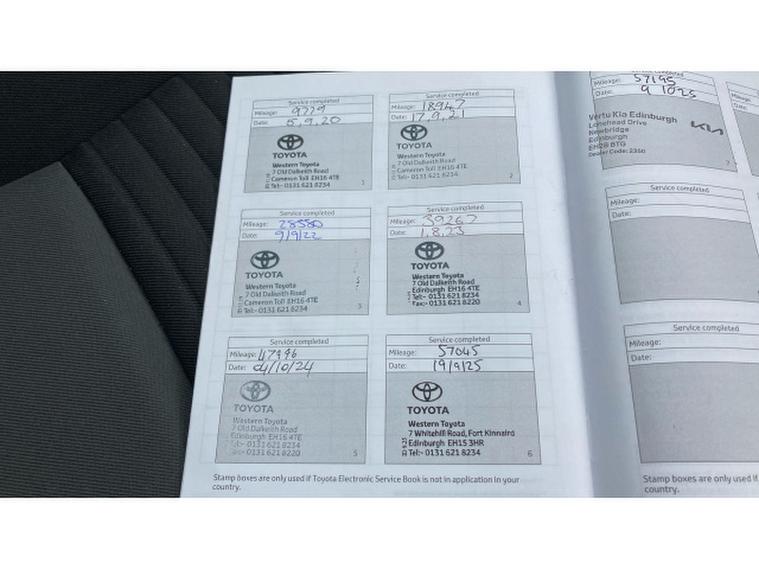 Service completed
Mileage: 9779
Date: 5.9.20
TOYOTA
Western Toyota
7 Old Dalkeith Road
Cameron Toll EH16 4TE
Tel:- 0131 621 8234
1
Service completed
Mileage: 18947
Date: 17.9.21
TOYOTA
Western Toyota
7 Old Dalkeith Road
Cameron Toll EH16 4TE
Tel:- 0131 621 8234
2
Service completed
Mileage: 28580
Date: 9/9/22
TOYOTA
Western Toyota
7 Old Dalkeith Road
Cameron Toll EH16 4TE
Tel:- 0131 621 8234
3
Service completed
Mileage: 39267
Date: 1.8.23
TOYOTA
Western Toyota
7 Old Dalkeith Road
Edinburgh EH16 4TE
Tel:- 0131 621 8234
Fax:- 0131 621 8220
4
Service completed
Mileage: 47996
Date: 04/10/24
TOYOTA
Western Toyota
7 Old Dalkeith Road
Edinburgh EH16 4TE
Tel:- 0131 621 8234
Fax:- 0131 621 8220
5
Service completed
Mileage: 57045
Date: 19/9/25
TOYOTA
Western Toyota
7 Whitehill Road, Fort Kinnaird
Edinburgh EH15 3HR
Tel:- 0131 621 8234
6
Stamp boxes are only used if Toyota Electronic Service Book is not in application in your
country.
Mileage: 57195
Date: 9 10 25
Vertu Kia Edinburgh
KIA
Lonehead Drive
Newbridge
Edinburgh
EH28 8TG
Dealer Code: 2350
7
Service completed
Mileage:
Date:
Service completed
Mileage:
Date:
Stamp boxes are only used if
country.